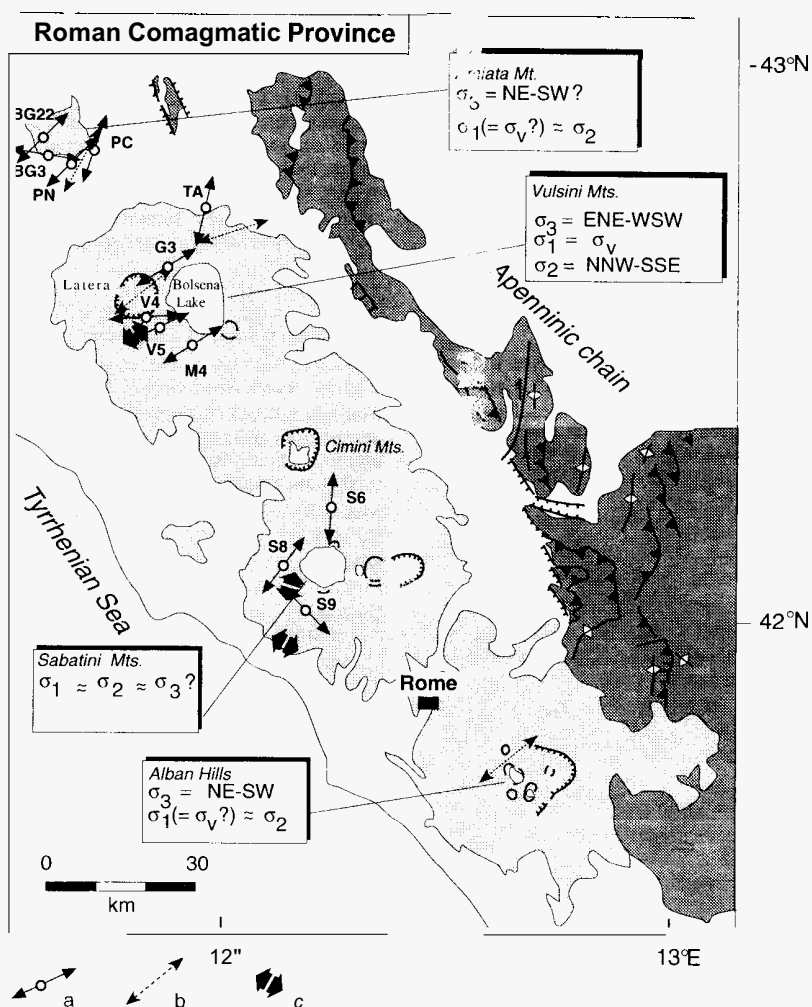 Roman Comagmatic Province
43°N
Mt.
σ3 = NE-SW?
σ1(= σv?) ≈ σ2
BG22
PC
BG3
PN
TA
Vulsini Mts.
σ3 = ENE-WSW
σ1 = σv
σ2 = NNW-SSE
G3
Latera
Bolsena
Lake
V4
V5
M4
Apenninic chain
Cimini Mts.
S6
Tyrrhenian Sea
S8
S9
42°N
Sabatini Mts.
σ1 ≈ σ2 ≈ σ3?
Rome
Alban Hills
σ3 = NE-SW
σ1(= σv?) ≈ σ2
0 30
km
12"
13°E
a b c